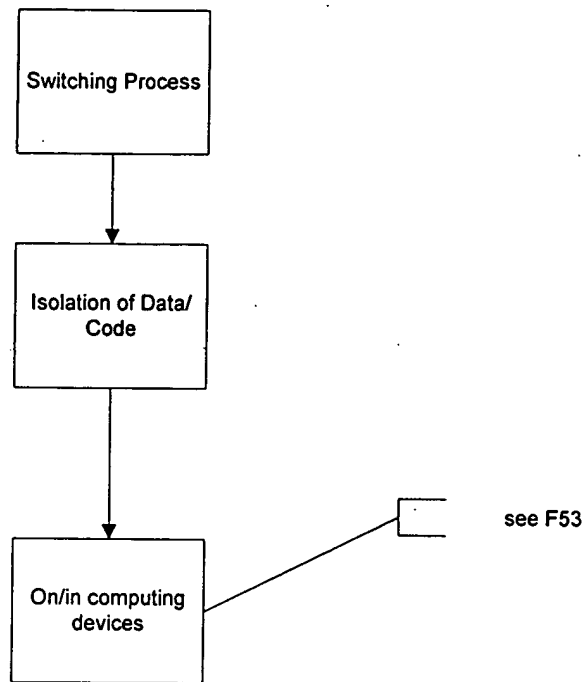 Switching Process
Isolation of Data/
Code
see F53
On/in computing
devices